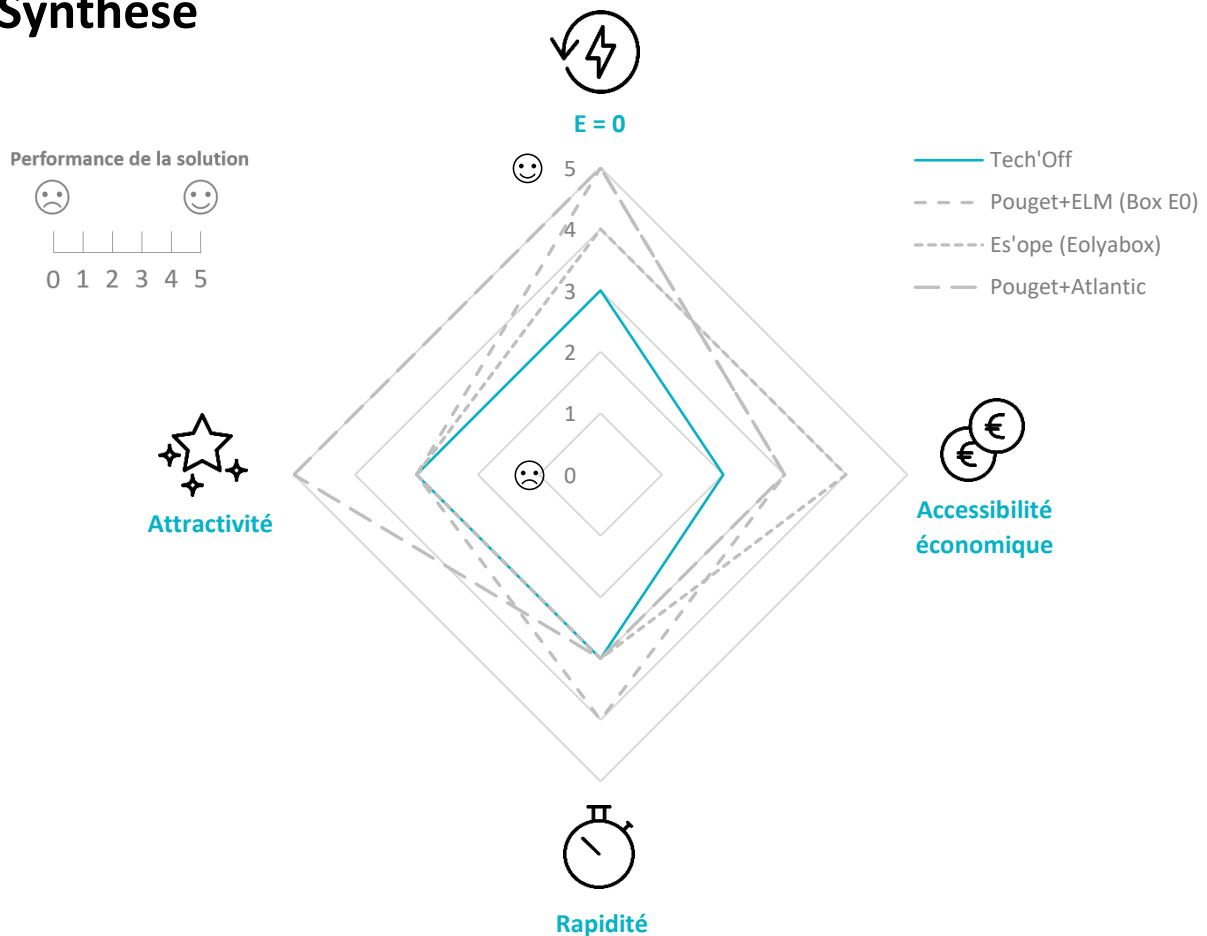 Synthèse
E = 0
Performance de la solution
0 1 2 3 4 5
5
4
3
2
1
0
Tech'Off
Pouget+ELM (Box E0)
Es'ope (Eolyabox)
Pouget+Atlantic
Attractivité
€
€
Accessibilité
économique
Rapidité